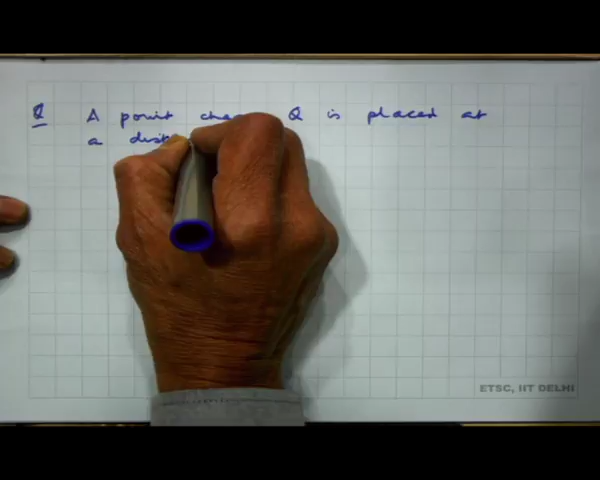 Q A point Q is placed at
a
ETSC, IIT DELHI